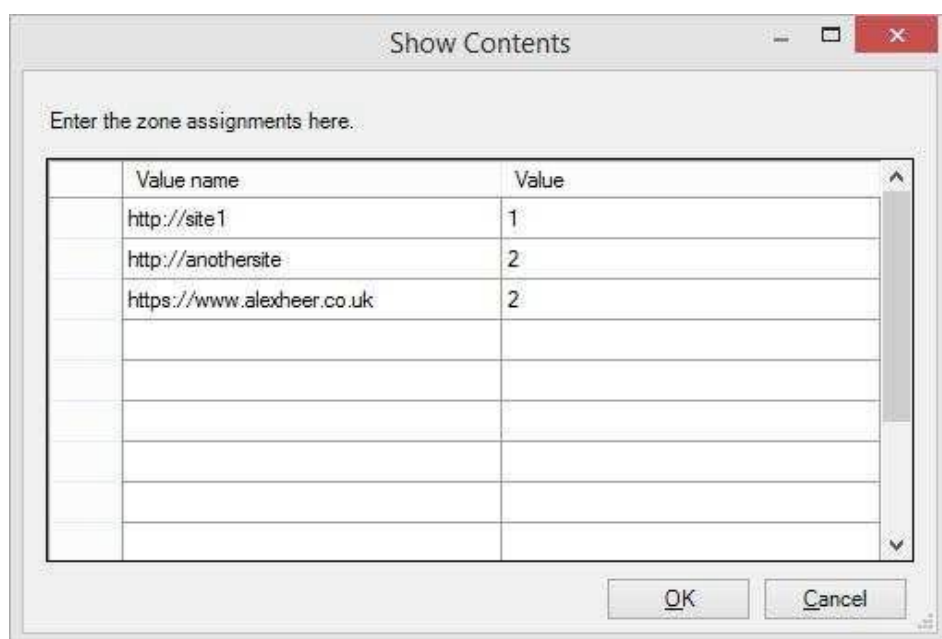 Show Contents
Enter the zone assignments here.
Value name Value
http://site1 1
http://anothersite 2
https://www.alexheer.co.uk 2
OK Cancel